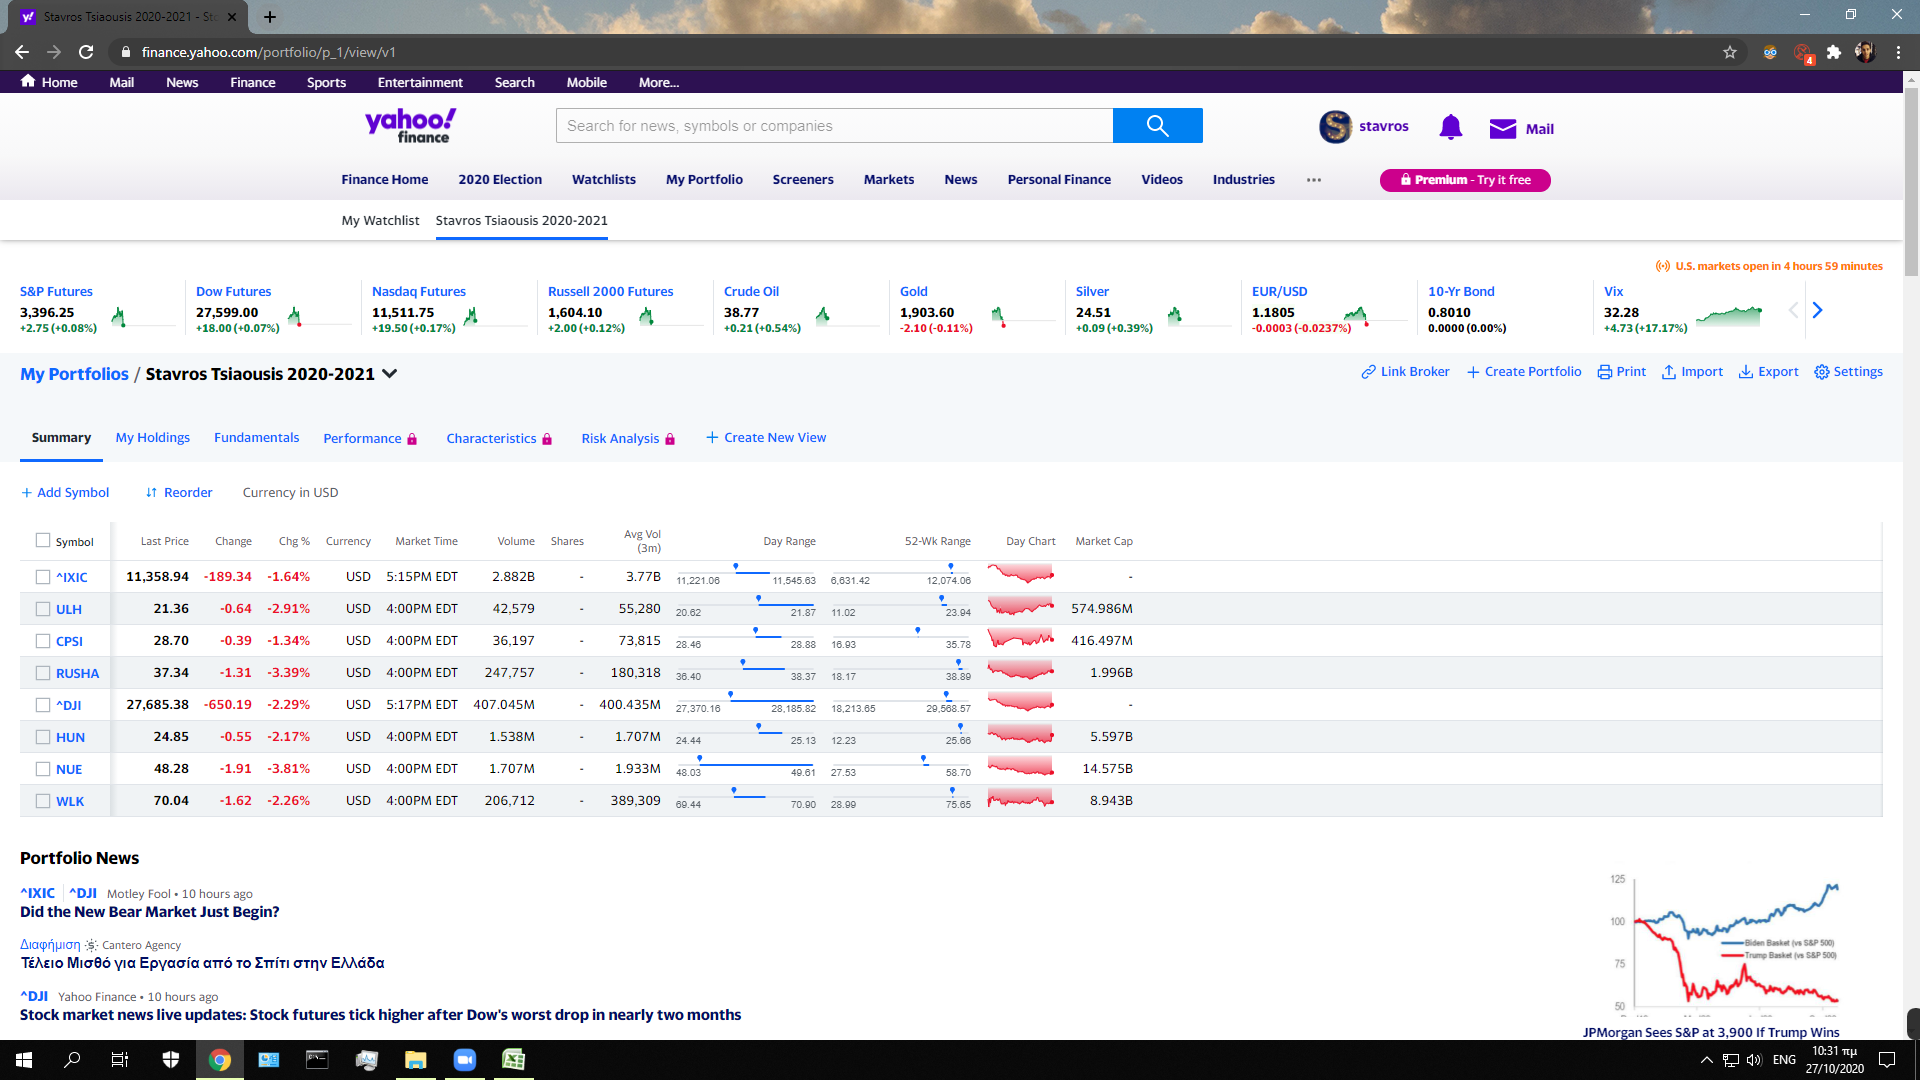 Stavros Tsiaousis 2020-2021 - Sto
finance.yahoo.com/portfolio/p_1/view/v1
4
Home Mail News Finance Sports Entertainment Search Mobile More...
yahoo! finance
Search for news, symbols or companies
stavros
Mail
Finance Home 2020 Election Watchlists My Portfolio Screeners Markets News Personal Finance Videos Industries ••• Premium - Try it free
My Watchlist Stavros Tsiaousis 2020-2021
U.S. markets open in 4 hours 59 minutes
S&P Futures Dow Futures Nasdaq Futures Russell 2000 Futures Crude Oil Gold Silver EUR/USD 10-Yr Bond Vix
3,396.25 27,599.00 11,511.75 1,604.10 38.77 1,903.60 24.51 1.1805 0.8010 32.28
+2.75 (+0.08%) +18.00 (+0.07%) +19.50 (+0.17%) +2.00 (+0.12%) +0.21 (+0.54%) -2.10 (-0.11%) +0.09 (+0.39%) -0.0003 (-0.0237%) 0.0000 (0.00%) +4.73 (+17.17%)
My Portfolios / Stavros Tsiaousis 2020-2021
Link Broker + Create Portfolio Print Import Export Settings
Summary My Holdings Fundamentals Performance Characteristics Risk Analysis + Create New View
+ Add Symbol Reorder Currency in USD
Symbol Last Price Change Chg % Currency Market Time Volume Shares Avg Vol (3m) Day Range 52-Wk Range Day Chart Market Cap
^IXIC 11,358.94 -189.34 -1.64% USD 5:15PM EDT 2.882B - 3.77B 11,221.06 11,545.63 6,631.42 12,074.06 -
ULH 21.36 -0.64 -2.91% USD 4:00PM EDT 42,579 - 55,280 20.62 21.87 11.02 23.94 574.986M
CPSI 28.70 -0.39 -1.34% USD 4:00PM EDT 36,197 - 73,815 28.46 28.88 16.93 35.78 416.497M
RUSHA 37.34 -1.31 -3.39% USD 4:00PM EDT 247,757 - 180,318 36.40 38.37 18.17 38.89 1.996B
^DJI 27,685.38 -650.19 -2.29% USD 5:17PM EDT 407.045M - 400.435M 27,370.16 28,185.82 18,213.65 29,568.57 -
HUN 24.85 -0.55 -2.17% USD 4:00PM EDT 1.538M - 1.707M 24.44 25.13 12.23 25.66 5.597B
NUE 48.28 -1.91 -3.81% USD 4:00PM EDT 1.707M - 1.933M 48.03 49.61 27.53 58.70 14.575B
WLK 70.04 -1.62 -2.26% USD 4:00PM EDT 206,712 - 389,309 69.44 70.90 28.99 75.65 8.943B
Portfolio News
^IXIC ^DJI Motley Fool • 10 hours ago
Did the New Bear Market Just Begin?
Διαφήμιση Cantero Agency
Τέλειο Μισθό για Εργασία από το Σπίτι στην Ελλάδα
^DJI Yahoo Finance • 10 hours ago
Stock market news live updates: Stock futures tick higher after Dow's worst drop in nearly two months
125
100
75
50
Biden Basket (vs S&P 500)
Trump Basket (vs S&P 500)
JPMorgan Sees S&P at 3,900 If Trump Wins
ENG
10:31 πμ
27/10/2020